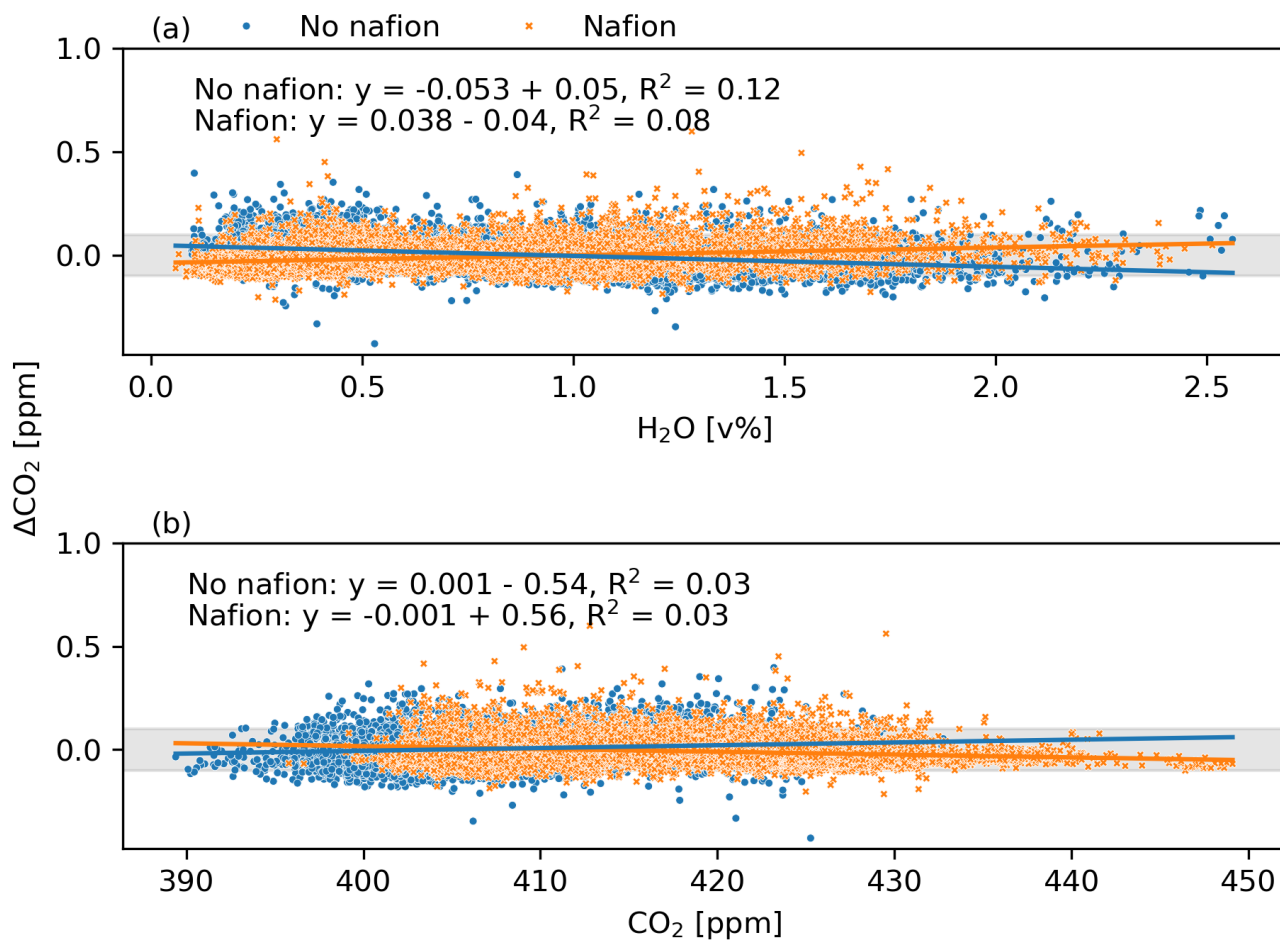 (a) No nafion Nafion
1.0
No nafion: y = -0.053 + 0.05, R² = 0.12
Nafion: y = 0.038 - 0.04, R² = 0.08
0.5
0.0
0.0 0.5 1.0 1.5 2.0 2.5
H₂O [v%]
ΔCO₂ [ppm]
(b)
1.0
No nafion: y = 0.001 - 0.54, R² = 0.03
Nafion: y = -0.001 + 0.56, R² = 0.03
0.5
0.0
390 400 410 420 430 440 450
CO₂ [ppm]